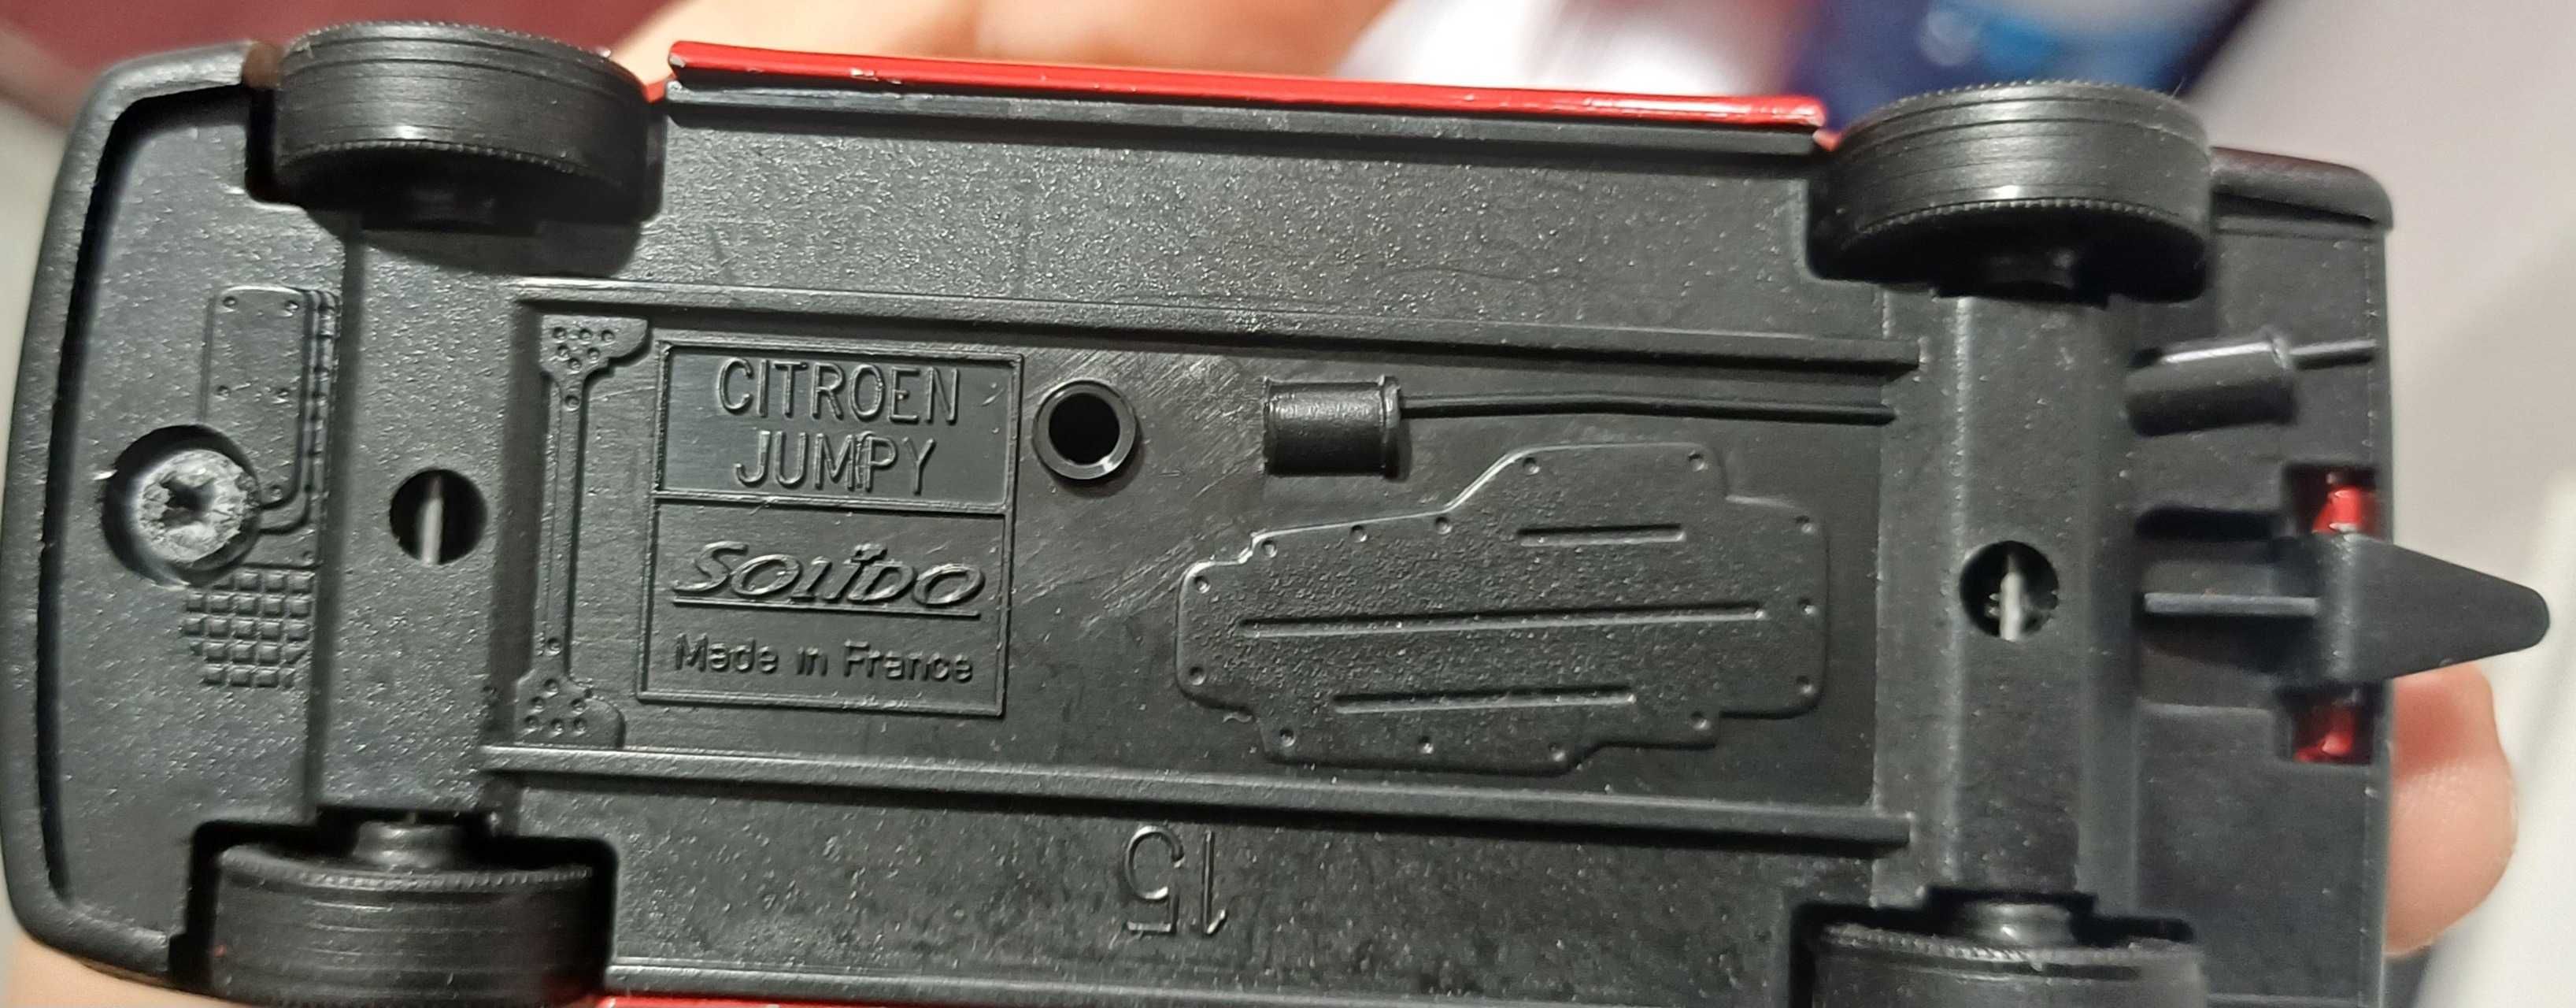 CITROEN
JUMPY
SOLIDO
Made in France
15